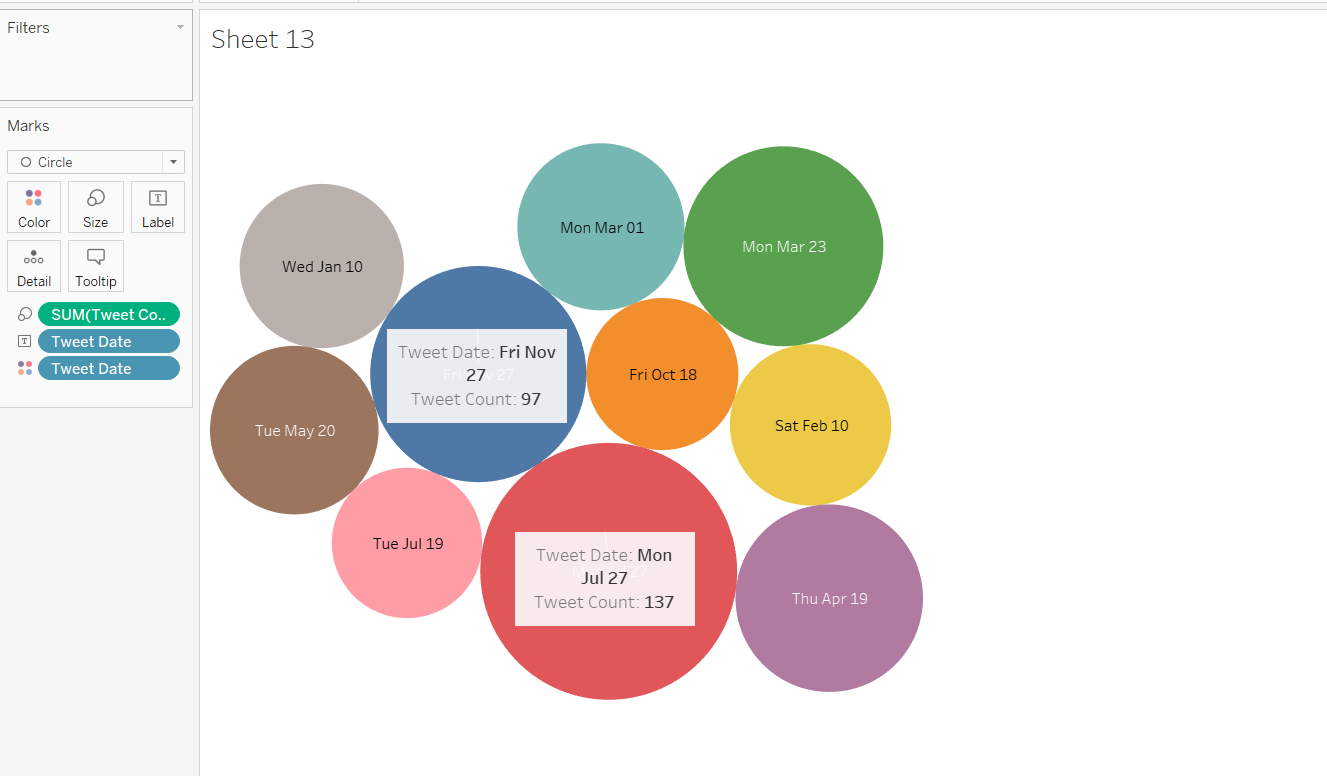 Filters
Marks
Circle
Color
Size
Label
Detail
Tooltip
SUM(Tweet Co..
Tweet Date
Tweet Date
Sheet 13
Mon Mar 01
Mon Mar 23
Wed Jan 10
Tweet Date: Fri Nov
27
Tweet Count: 97
Fri Oct 18
Sat Feb 10
Tue May 20
Tue Jul 19
Tweet Date: Mon
Jul 27
Tweet Count: 137
Thu Apr 19